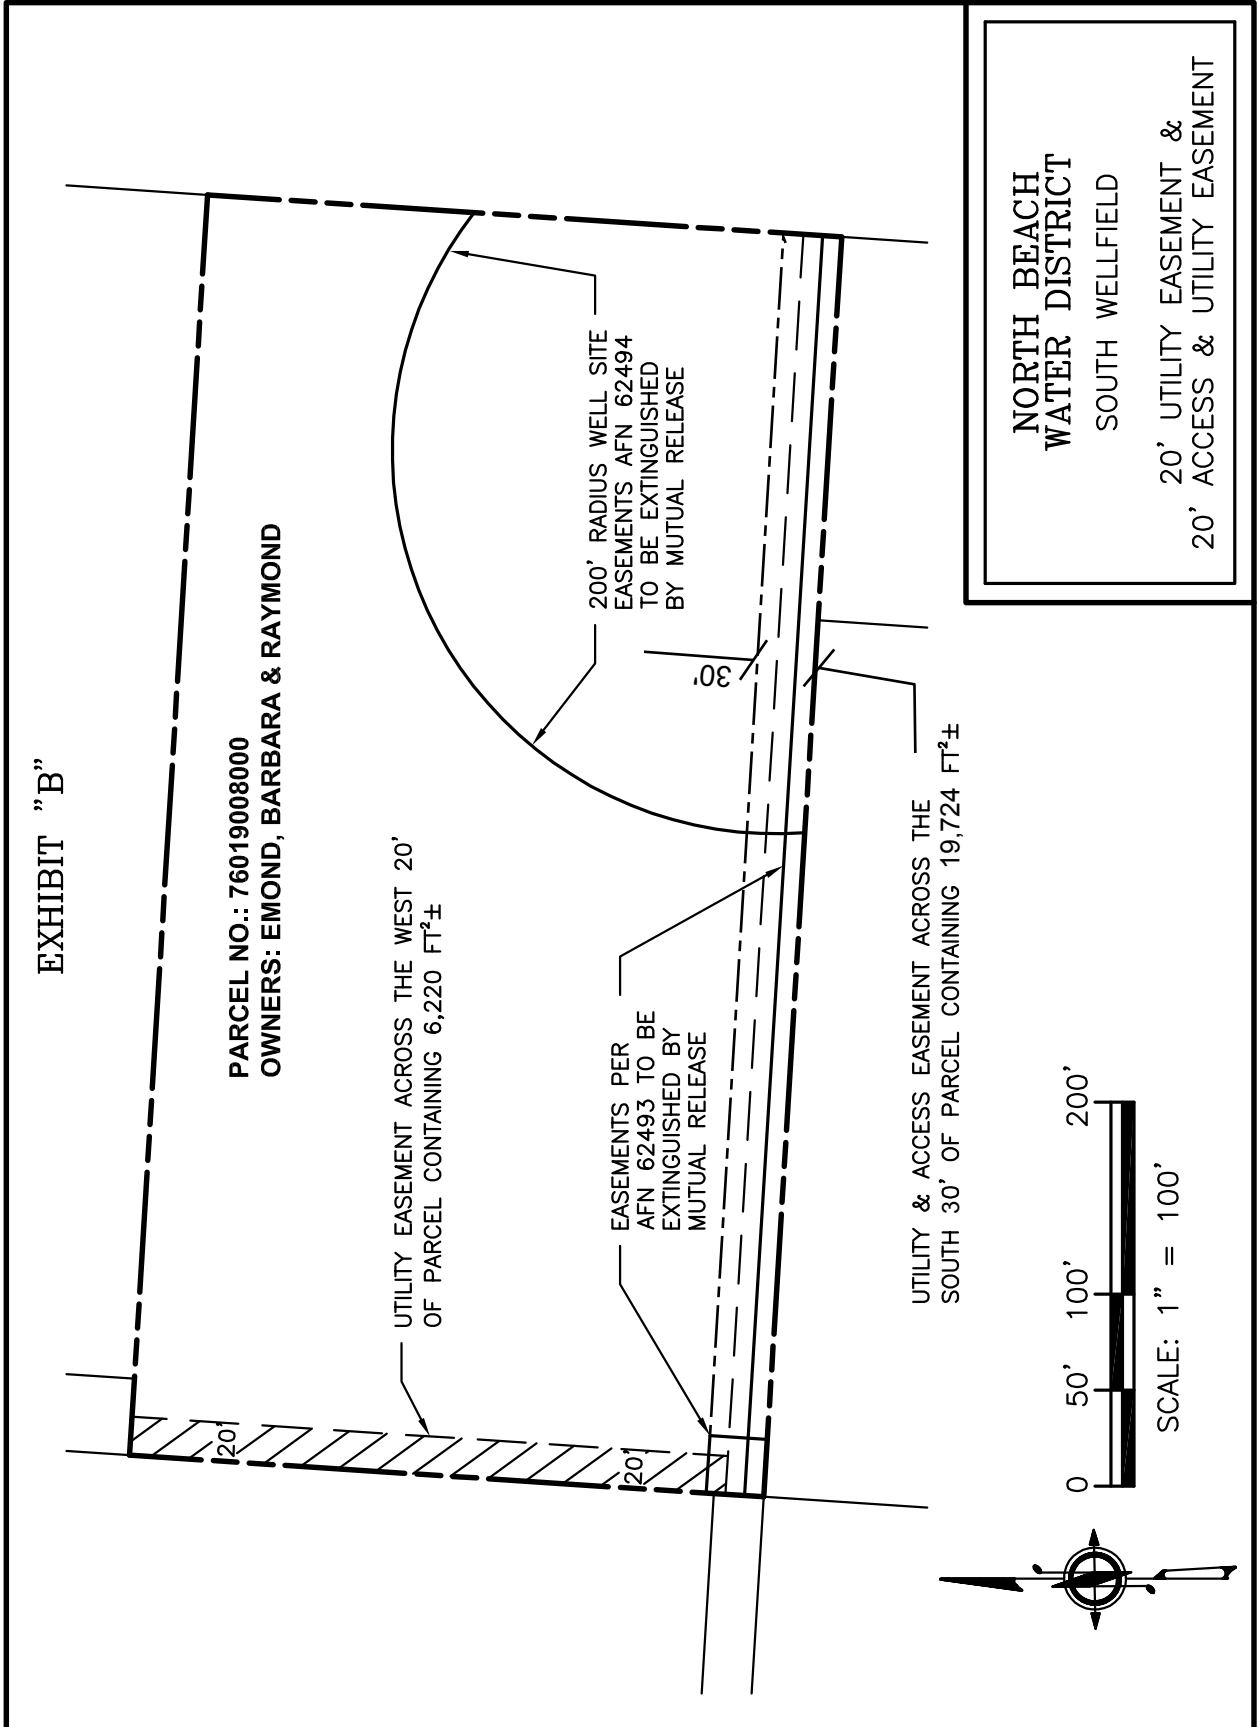 EXHIBIT "B"
PARCEL NO.: 76019008000
OWNERS: EMOND, BARBARA & RAYMOND
UTILITY EASEMENT ACROSS THE WEST 20'
OF PARCEL CONTAINING 6,220 FT²±
20'
20'
200' RADIUS WELL SITE
EASEMENTS AFN 62494
TO BE EXTINGUISHED
BY MUTUAL RELEASE
EASEMENTS PER
AFN 62493 TO BE
EXTINGUISHED BY
MUTUAL RELEASE
30'
UTILITY & ACCESS EASEMENT ACROSS THE
SOUTH 30' OF PARCEL CONTAINING 19,724 FT²±
0 50' 100' 200'
SCALE: 1" = 100'
NORTH BEACH
WATER DISTRICT
SOUTH WELLFIELD
20' UTILITY EASEMENT &
20' ACCESS & UTILITY EASEMENT